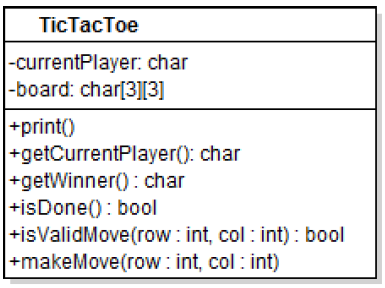 TicTacToe
-currentPlayer: char
-board: char[3][3]
+print()
+getCurrentPlayer(): char
+getWinner() : char
+isDone() : bool
+isValidMove(row : int, col : int) : bool
+makeMove(row : int, col : int)